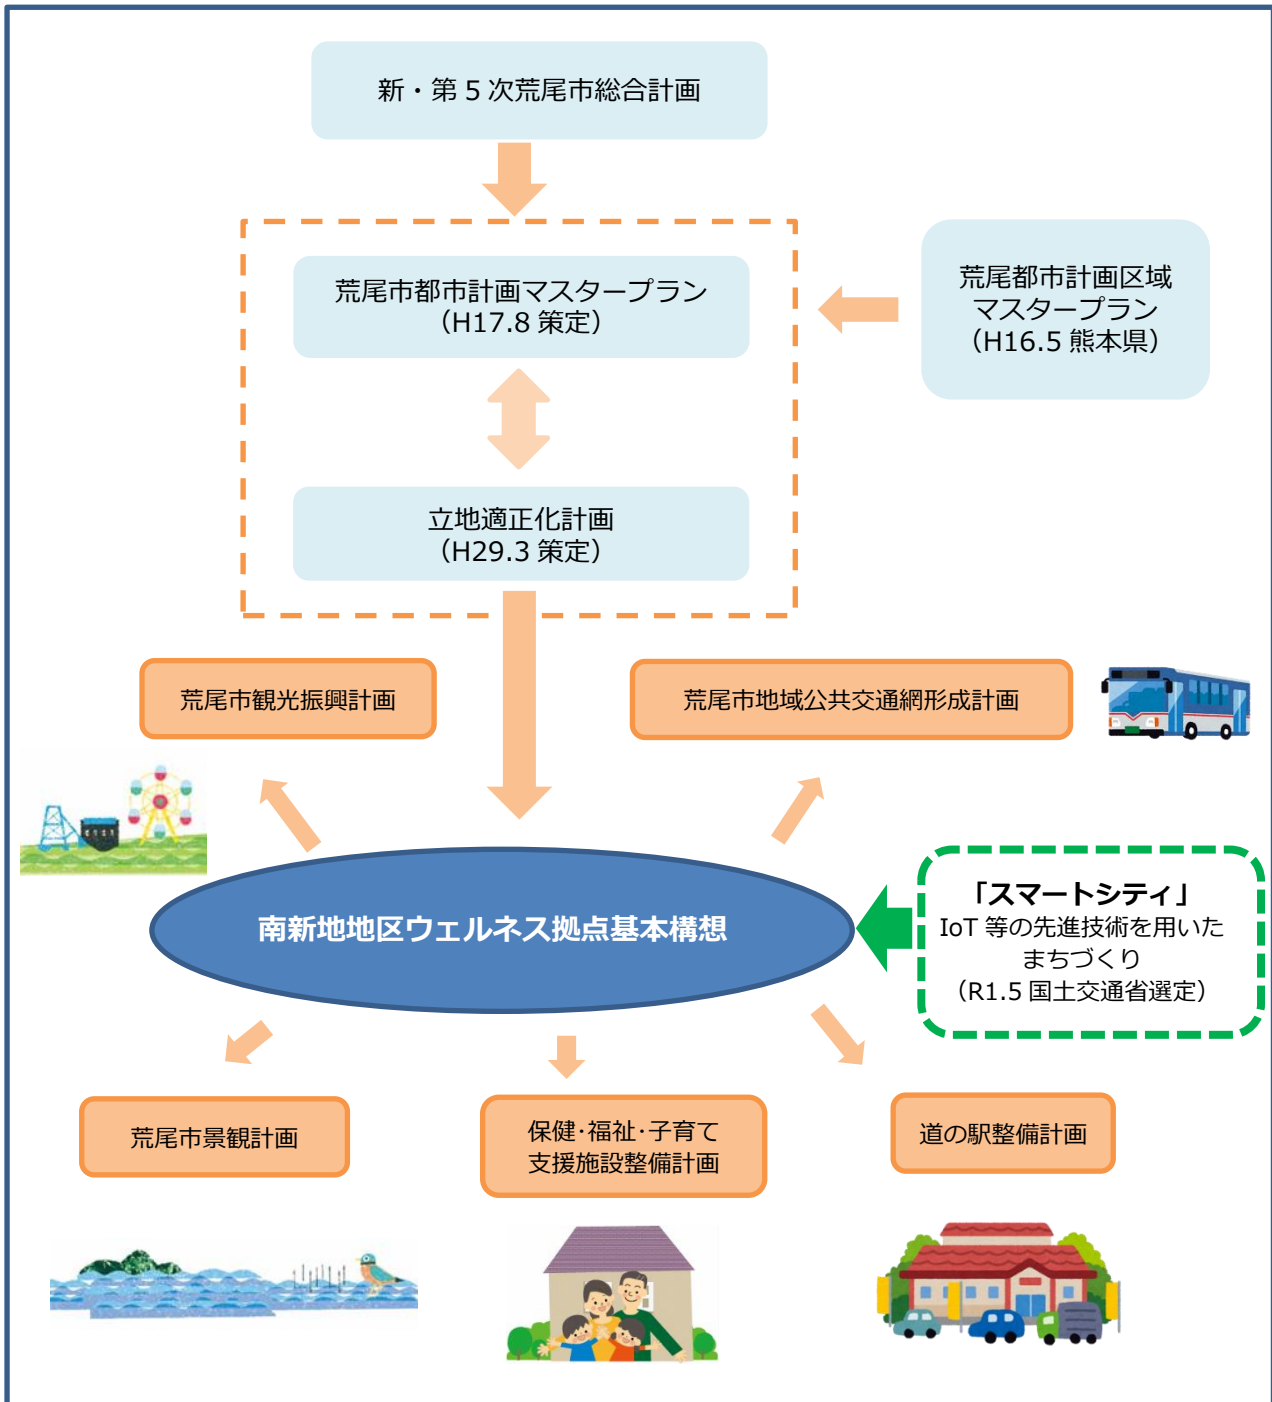 新・第5次荒尾市総合計画
荒尾市都市計画マスタープラン
（H17.8 策定）
荒尾都市計画区域
マスタープラン
（H16.5 熊本県）
立地適正化計画
（H29.3 策定）
荒尾市観光振興計画
荒尾市地域公共交通網形成計画
南新地地区ウェルネス拠点基本構想
「スマートシティ」
IoT 等の先進技術を用いた
まちづくり
（R1.5 国土交通省選定）
荒尾市景観計画
保健･福祉･子育て
支援施設整備計画
道の駅整備計画